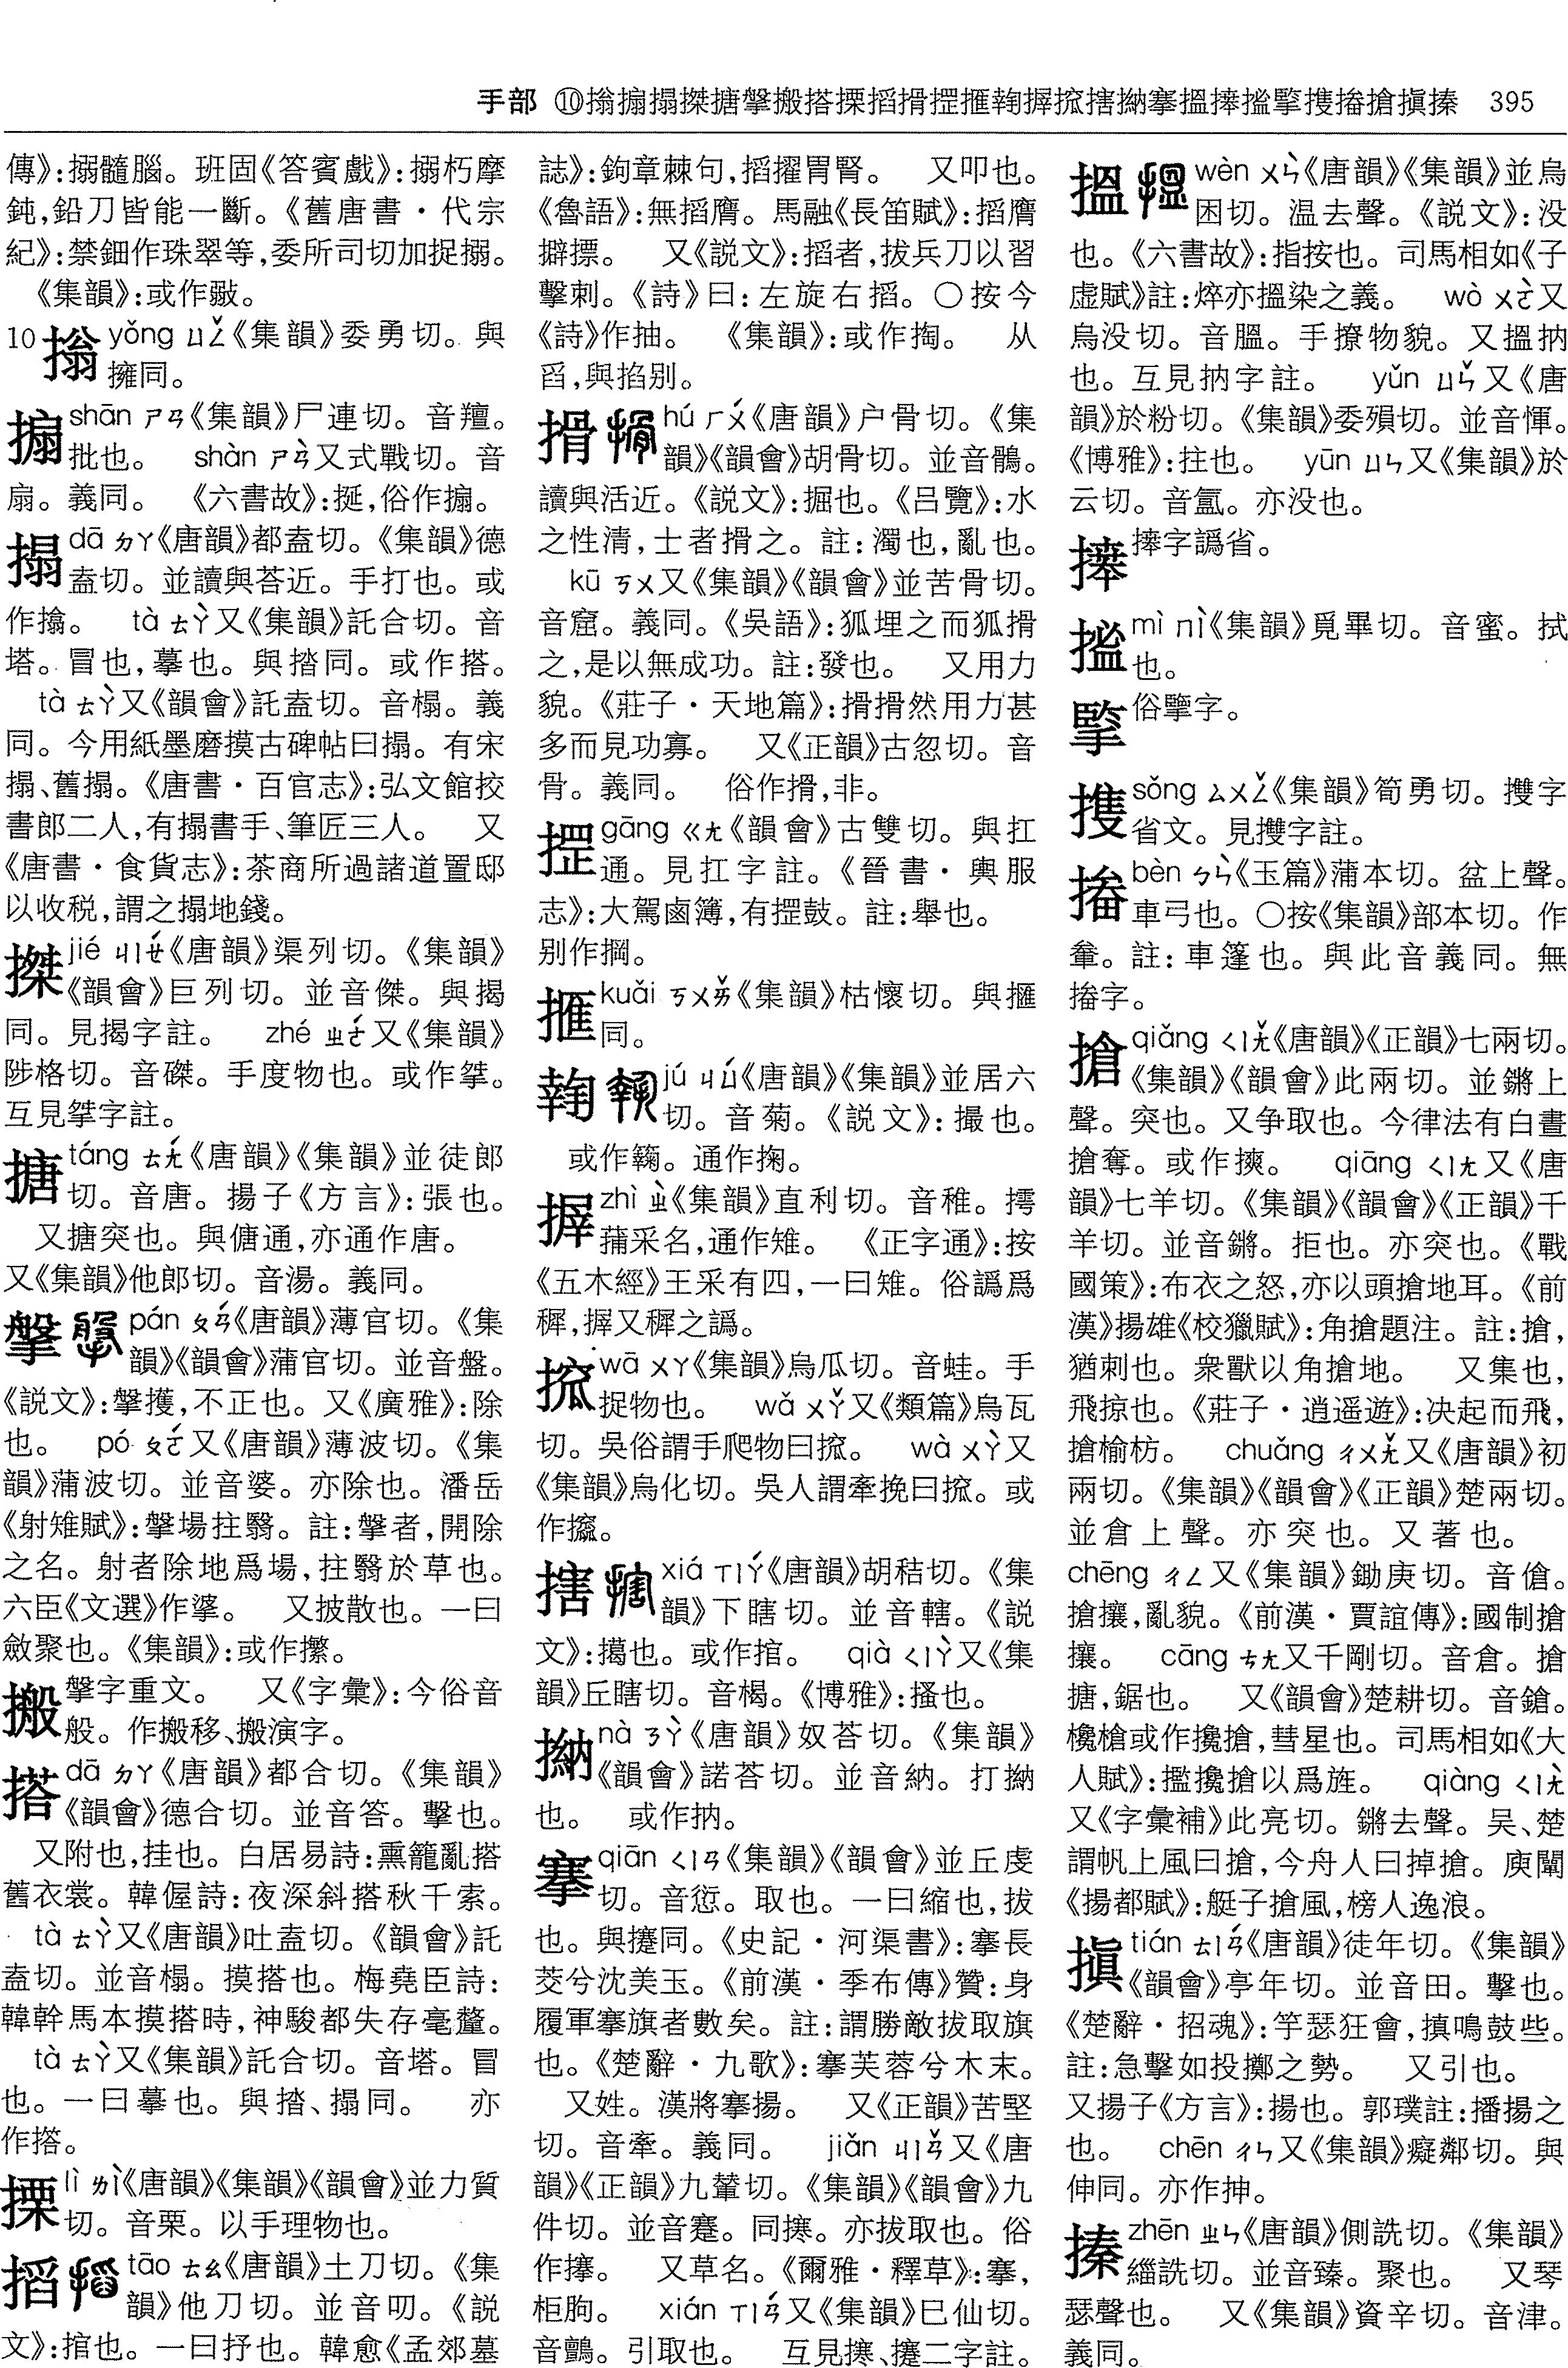 手部 ⑩搊搧搨搩搪搫搬搭搮搯搰摼搉搱搳搼搴搵搿摏摿搤搶搷搸 395
傳》:搦髓腦。班固《答賓戲》:搦朽摩
鈍,鉛刀皆能一斷。《舊唐書·代宗
紀》:禁鈿作珠翠等,委所司切加捉搦。
《集韻》:或作敠。
10 㨣 yǒng ㄩㄥˇ《集韻》委勇切。與
擁同。
搧 shān ㄕㄢ《集韻》尸連切。音羶。
批也。 shàn ㄕㄢˋ又式戰切。音
扇。義同。 《六書故》:挻,俗作搧。
搨 dā ㄉㄚ《唐韻》都盍切。《集韻》德
盍切。並讀與荅近。手打也。或
作㩉。 tà ㄊㄚˋ又《集韻》託合切。音
塔。冒也,摹也。與揸同。或作搭。
tà ㄊㄚˋ又《韻會》託盍切。音榻。義
同。今用紙墨磨摸古碑帖曰搨。有宋
搨、舊搨。《唐書·百官志》:弘文館挍
書郎二人,有搨書手、筆匠三人。 又
《唐書·食貨志》:茶商所過諸道置邸
以收税,謂之搨地錢。
搩 jié ㄐㄧㄝˊ《唐韻》渠列切。《集韻》
《韻會》巨列切。並音傑。與揭
同。見揭字註。 zhé ㄓㄜˊ又《集韻》
陟格切。音磔。手度物也。或作搩。
互見搩字註。
搪 táng ㄊㄤˊ《唐韻》《集韻》並徒郎
切。音唐。揚子《方言》:張也。
又搪突也。與傏通,亦通作唐。
又《集韻》他郎切。音湯。義同。
搫 pán ㄆㄢˊ《唐韻》薄官切。《集
韻》《韻會》蒲官切。並音盤。
《説文》:搫擭,不正也。又《廣雅》:除
也。 pó ㄆㄛˊ又《唐韻》薄波切。《集
韻》蒲波切。並音婆。亦除也。潘岳
《射雉賦》:搫場拄翳。註:搫者,開除
之名。射者除地爲場,拄翳於草也。
六臣《文選》作㨇。 又披散也。一曰
斂聚也。《集韻》:或作㩯。
搬 搫字重文。 又《字彙》:今俗音
般。作搬移、搬演字。
搭 dā ㄉㄚ《唐韻》都合切。《集韻》
《韻會》德合切。並音答。擊也。
又附也,挂也。白居易詩:熏籠亂搭
舊衣裳。韓偓詩:夜深斜搭秋千索。
tà ㄊㄚˋ又《唐韻》吐盍切。《韻會》託
盍切。並音榻。摸搭也。梅堯臣詩:
韓幹馬本摸搭時,神駿都失存毫釐。
tà ㄊㄚˋ又《集韻》託合切。音塔。冒
也。一曰摹也。與揸、搨同。 亦
作撘。
搮 lì ㄌㄧˋ《唐韻》《集韻》《韻會》並力質
切。音栗。以手理物也。
搯 tāo ㄊㄠ《唐韻》土刀切。《集
韻》他刀切。並音叨。《説
文》:捾也。一曰抒也。韓愈《孟郊墓
誌》:鉤章棘句,搯擢胃腎。 又叩也。
《魯語》:無搯膺。馬融《長笛賦》:搯膺
擗摽。 又《説文》:搯者,拔兵刀以習
擊刺。《詩》曰:左旋右搯。○按今
《詩》作抽。 《集韻》:或作掏。 从
舀,與掐别。
搰 hú ㄏㄨˊ《唐韻》户骨切。《集
韻》《韻會》胡骨切。並音鶻。
讀與活近。《説文》:掘也。《吕覽》:水
之性清,士者搰之。註:濁也,亂也。
kū ㄎㄨ又《集韻》《韻會》並苦骨切。
音窟。義同。《吳語》:狐埋之而狐搰
之,是以無成功。註:發也。 又用力
貌。《莊子·天地篇》:搰搰然用力甚
多而見功寡。 又《正韻》古忽切。音
骨。義同。 俗作搰,非。
㧏 gāng ㄍㄤ《韻會》古雙切。與扛
通。見扛字註。《晉書·輿服
志》:大駕鹵簿,有㧏鼓。註:舉也。
别作掆。
㨤 kuǎi ㄎㄨㄞˇ《集韻》枯懷切。與擓
同。
䩯 jú ㄐㄩˊ《唐韻》《集韻》並居六
切。音菊。《説文》:撮也。
或作䪕。通作掬。
㨖 zhì ㄓˋ《集韻》直利切。音稚。摴
蒱采名,通作雉。 《正字通》:按
《五木經》王采有四,一曰雉。俗譌爲
稺,㨖又稺之譌。
搲 wā ㄨㄚ《集韻》烏瓜切。音蛙。手
捉物也。 wǎ ㄨㄚˇ又《類篇》烏瓦
切。吳俗謂手爬物曰搲。 wà ㄨㄚˋ又
《集韻》烏化切。吳人謂牽挽曰搲。或
作攨。
搳 xiá ㄒㄧㄚˊ《唐韻》胡秸切。《集
韻》下瞎切。並音轄。《説
文》:擖也。或作捾。 qià ㄑㄧㄚˋ又《集
韻》丘瞎切。音楬。《博雅》:搔也。
㨥 nà ㄋㄚˋ《唐韻》奴荅切。《集韻》
《韻會》諾荅切。並音納。打㨥
也。 或作抐。
搴 qiān ㄑㄧㄢ《集韻》《韻會》並丘虔
切。音愆。取也。一曰縮也,拔
也。與攓同。《史記·河渠書》:搴長
茭兮沈美玉。《前漢·季布傳》贊:身
履軍搴旗者數矣。註:謂勝敵拔取旗
也。《楚辭·九歌》:搴芙蓉兮木末。
又姓。漢將搴揚。 又《正韻》苦堅
切。音牽。義同。 jiǎn ㄐㄧㄢˇ又《唐
韻》《正韻》九輦切。《集韻》《韻會》九
件切。並音蹇。同㩃。亦拔取也。俗
作㩃。 又草名。《爾雅·釋草》:搴,
柜朐。 xián ㄒㄧㄢˊ又《集韻》巳仙切。
音䶲。引取也。 互見㩃、攓二字註。
搵 wèn ㄨㄣˋ《唐韻》《集韻》並烏
困切。温去聲。《説文》:没
也。《六書故》:指按也。司馬相如《子
虚賦》註:焠亦搵染之義。 wò ㄨㄛˋ又
烏没切。音膃。手撩物貌。又搵抐
也。互見抐字註。 yǔn ㄩㄣˇ又《唐
韻》於粉切。《集韻》委殞切。並音惲。
《博雅》:拄也。 yūn ㄩㄣ又《集韻》於
云切。音氲。亦没也。
㨧 㩓字譌省。
㨠 mì ㄇㄧˋ《集韻》覓畢切。音蜜。拭
也。
掔 俗擥字。
㨦 sǒng ㄙㄨㄥˇ《集韻》筍勇切。㩳字
省文。見㩳字註。
㨧 bèn ㄅㄣˋ《玉篇》蒲本切。盆上聲。
車弓也。○按《集韻》部本切。作
軬。註:車篷也。與此音義同。無
㨧字。
搶 qiǎng ㄑㄧㄤˇ《唐韻》《正韻》七兩切。
《集韻》《韻會》此兩切。並鏘上
聲。突也。又争取也。今律法有白晝
搶奪。或作摤。 qiāng ㄑㄧㄤ又《唐
韻》七羊切。《集韻》《韻會》《正韻》千
羊切。並音鏘。拒也。亦突也。《戰
國策》:布衣之怒,亦以頭搶地耳。《前
漢》揚雄《校獵賦》:角搶題注。註:搶,
猶刺也。衆獸以角搶地。 又集也,
飛掠也。《莊子·逍遥遊》:决起而飛,
搶榆枋。 chuǎng ㄔㄨㄤˇ又《唐韻》初
兩切。《集韻》《韻會》《正韻》楚兩切。
並倉上聲。亦突也。又著也。
chēng ㄔㄥ又《集韻》鋤庚切。音傖。
搶攘,亂貌。《前漢·賈誼傳》:國制搶
攘。 cāng ㄘㄤ又千剛切。音倉。搶
搪,鋸也。 又《韻會》楚耕切。音鎗。
欃槍或作攙搶,彗星也。司馬相如《大
人賦》:㩜攙搶以爲旌。 qiàng ㄑㄧㄤˋ
又《字彙補》此亮切。鏘去聲。吴、楚
謂帆上風曰搶,今舟人曰掉搶。庾闡
《揚都賦》:艇子搶風,榜人逸浪。
搷 tián ㄊㄧㄢˊ《唐韻》徒年切。《集韻》
《韻會》亭年切。並音田。擊也。
《楚辭·招魂》:竽瑟狂會,搷鳴鼓些。
註:急擊如投擲之勢。 又引也。
又揚子《方言》:揚也。郭璞註:播揚之
也。 chēn ㄔㄣ又《集韻》癡鄰切。與
伸同。亦作抻。
搸 zhēn ㄓㄣ《唐韻》側詵切。《集韻》
緇詵切。並音臻。聚也。 又琴
瑟聲也。 又《集韻》資辛切。音津。
義同。